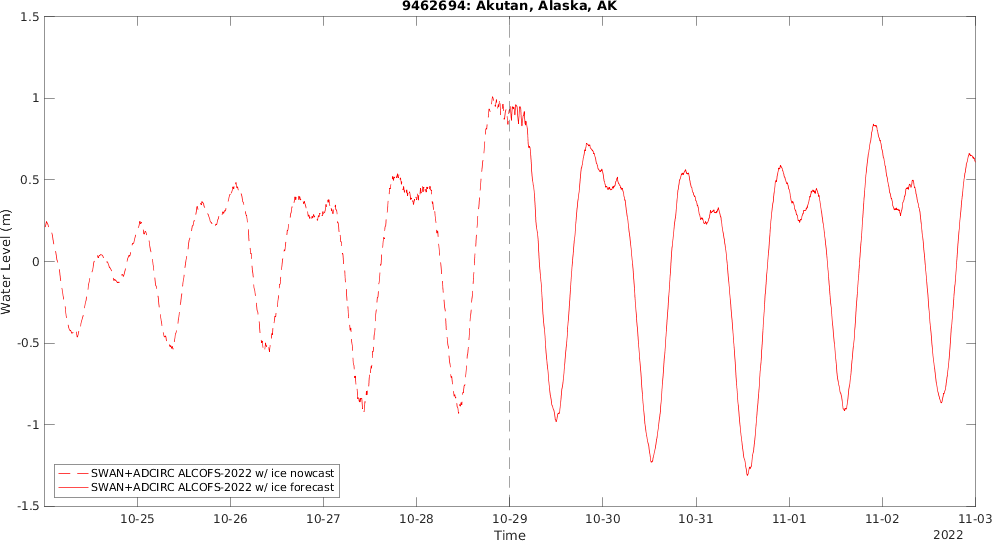 9462694: Akutan, Alaska, AK
1.5
1
0.5
0
-0.5
-1
-1.5
Water Level (m)
SWAN+ADCIRC ALCOFS-2022 w/ ice nowcast
SWAN+ADCIRC ALCOFS-2022 w/ ice forecast
10-25 10-26 10-27 10-28 10-29 10-30 10-31 11-01 11-02 11-03
Time
2022